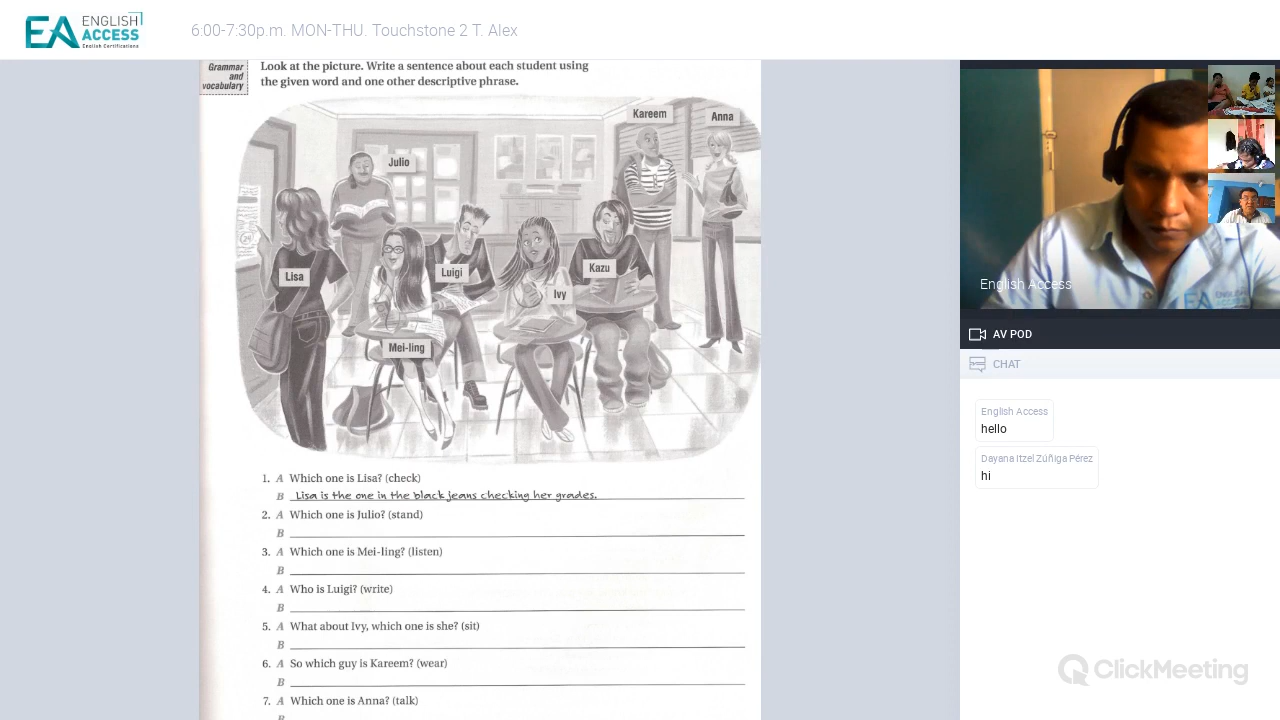 EA ENGLISH ACCESS
English Certifications
6:00-7:30p.m. MON-THU. Touchstone 2 T. Alex
Grammar
and
vocabulary
Look at the picture. Write a sentence about each student using
the given word and one other descriptive phrase.
Kareem
Anna
Julio
Lisa
Luigi
Kazu
Ivy
Mei-ling
1. A Which one is Lisa? (check)
B Lisa is the one in the black jeans checking her grades.
2. A Which one is Julio? (stand)
B
3. A Which one is Mei-ling? (listen)
B
4. A Who is Luigi? (write)
B
5. A What about Ivy, which one is she? (sit)
B
6. A So which guy is Kareem? (wear)
B
7. A Which one is Anna? (talk)
B
English Access
EA
AV POD
CHAT
English Access
hello
Dayana Itzel Zúñiga Pérez
hi
ClickMeeting